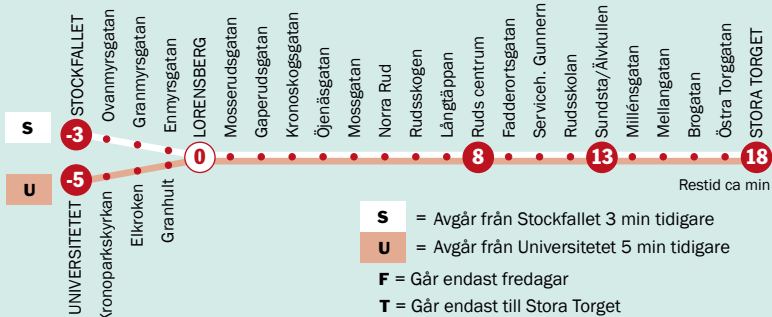 STOCKFALLET
Ovanmyrsgatan
Granmyrsgatan
Enmyrsgatan
LORENSBERG
Mosserudsgatan
Gaperudsgatan
Kronoskogsgatan
Öjenäsgatan
Mossgatan
Norra Rud
Rudsskogen
Långtäppan
Ruds centrum
Fadderortsgatan
Serviceh. Gunnern
Rudsskolan
Sundsta/Älvkullen
Millénsgatan
Mellangatan
Brogatan
Östra Torggatan
STORA TORGET
S
-3
0
8
13
18
U
-5
Restid ca min
UNIVERSITETET
Kronoparkskyrkan
Elkroken
Granhult
S = Avgår från Stockfallet 3 min tidigare
U = Avgår från Universitetet 5 min tidigare
F = Går endast fredagar
T = Går endast till Stora Torget